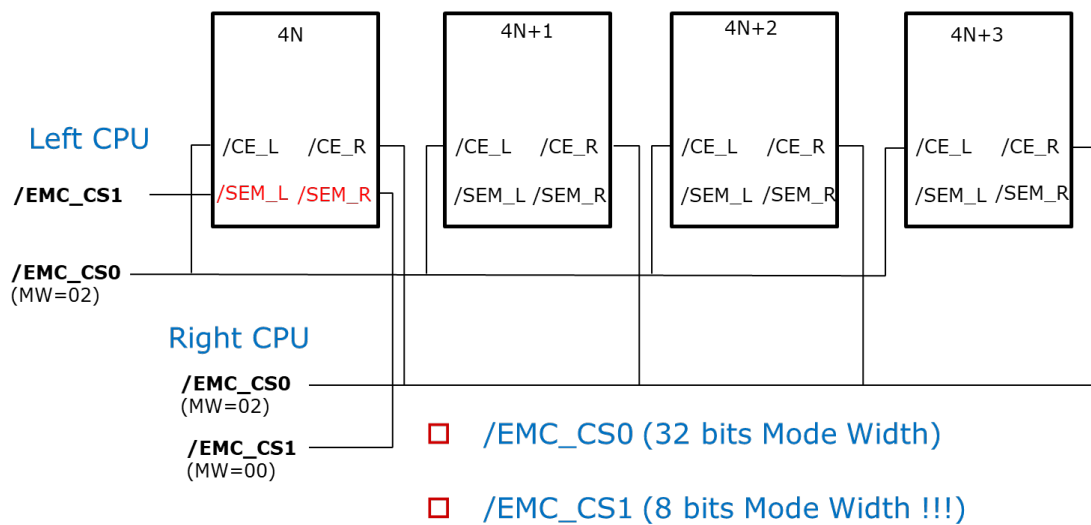 4N
4N+1
4N+2
4N+3
Left CPU
/CE_L /CE_R
/CE_L /CE_R
/CE_L /CE_R
/CE_L /CE_R
/EMC_CS1
/SEM_L /SEM_R
/SEM_L /SEM_R
/SEM_L /SEM_R
/SEM_L /SEM_R
/EMC_CS0
(MW=02)
Right CPU
/EMC_CS0
(MW=02)
/EMC_CS1
(MW=00)
/EMC_CS0 (32 bits Mode Width)
/EMC_CS1 (8 bits Mode Width !!!)